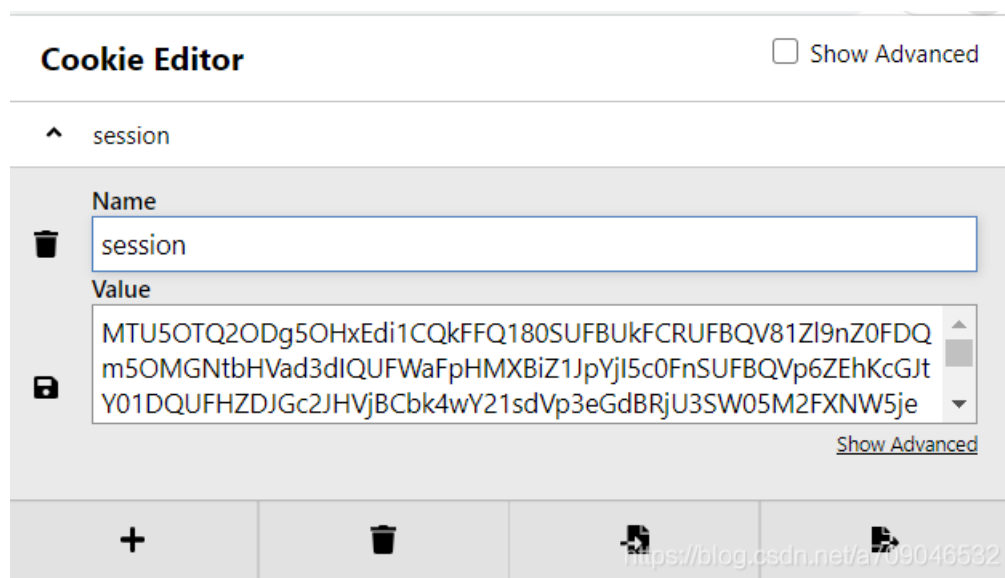 Cookie Editor
Show Advanced
session
Name
session
Value
MTU5OTQ2ODg5OHxEdi1CQkFFQ180SUFBUkFCRUFBQV81Zl9nZ0FDQ
m5OMGNtbHVad3dIQUFWaFpHMXBiZ1JpYjI5c0FnSUFBQVp6ZEhKcGJt
Y01DQUFHZDJGc2JHVjBCbk4wY21sdVp3eGdBRjU3SW05M2FXNW5je
Show Advanced
https://blog.csdn.net/a709046532